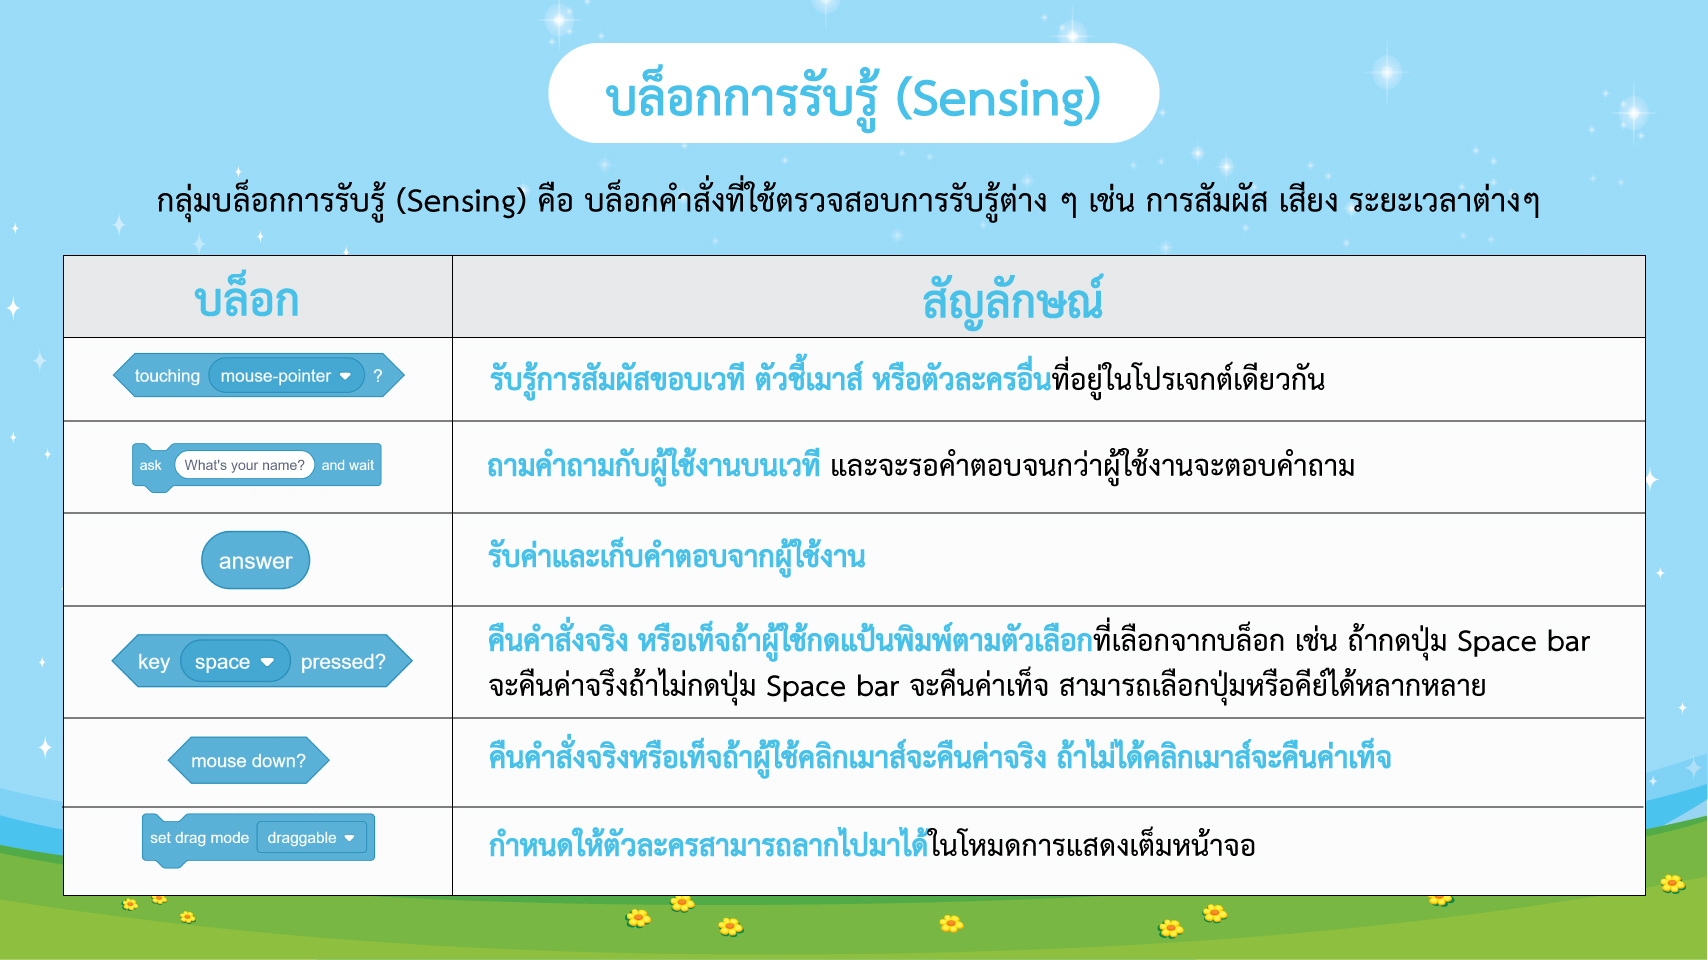 บล็อกการรับรู้ (Sensing)
กลุ่มบล็อกการรับรู้ (Sensing) คือ บล็อกคำสั่งที่ใช้ตรวจสอบการรับรู้ต่าง ๆ เช่น การสัมผัส เสียง ระยะเวลาต่างๆ
บล็อก
สัญลักษณ์
touching mouse-pointer ?
รับรู้การสัมผัสขอบเวที ตัวชี้เมาส์ หรือตัวละครอื่นที่อยู่ในโปรเจกต์เดียวกัน
ask What's your name? and wait
ถามคำถามกับผู้ใช้งานบนเวที และจะรอคำตอบจนกว่าผู้ใช้งานจะตอบคำถาม
answer
รับค่าและเก็บคำตอบจากผู้ใช้งาน
key space pressed?
คืนคำสั่งจริง หรือเท็จถ้าผู้ใช้กดแป้นพิมพ์ตามตัวเลือกที่เลือกจากบล็อก เช่น ถ้ากดปุ่ม Space bar
จะคืนค่าจริงถ้าไม่กดปุ่ม Space bar จะคืนค่าเท็จ สามารถเลือกปุ่มหรือคีย์ได้หลากหลาย
mouse down?
คืนคำสั่งจริงหรือเท็จถ้าผู้ใช้คลิกเมาส์จะคืนค่าจริง ถ้าไม่ได้คลิกเมาส์จะคืนค่าเท็จ
set drag mode draggable
กำหนดให้ตัวละครสามารถลากไปมาได้ในโหมดการแสดงเต็มหน้าจอ